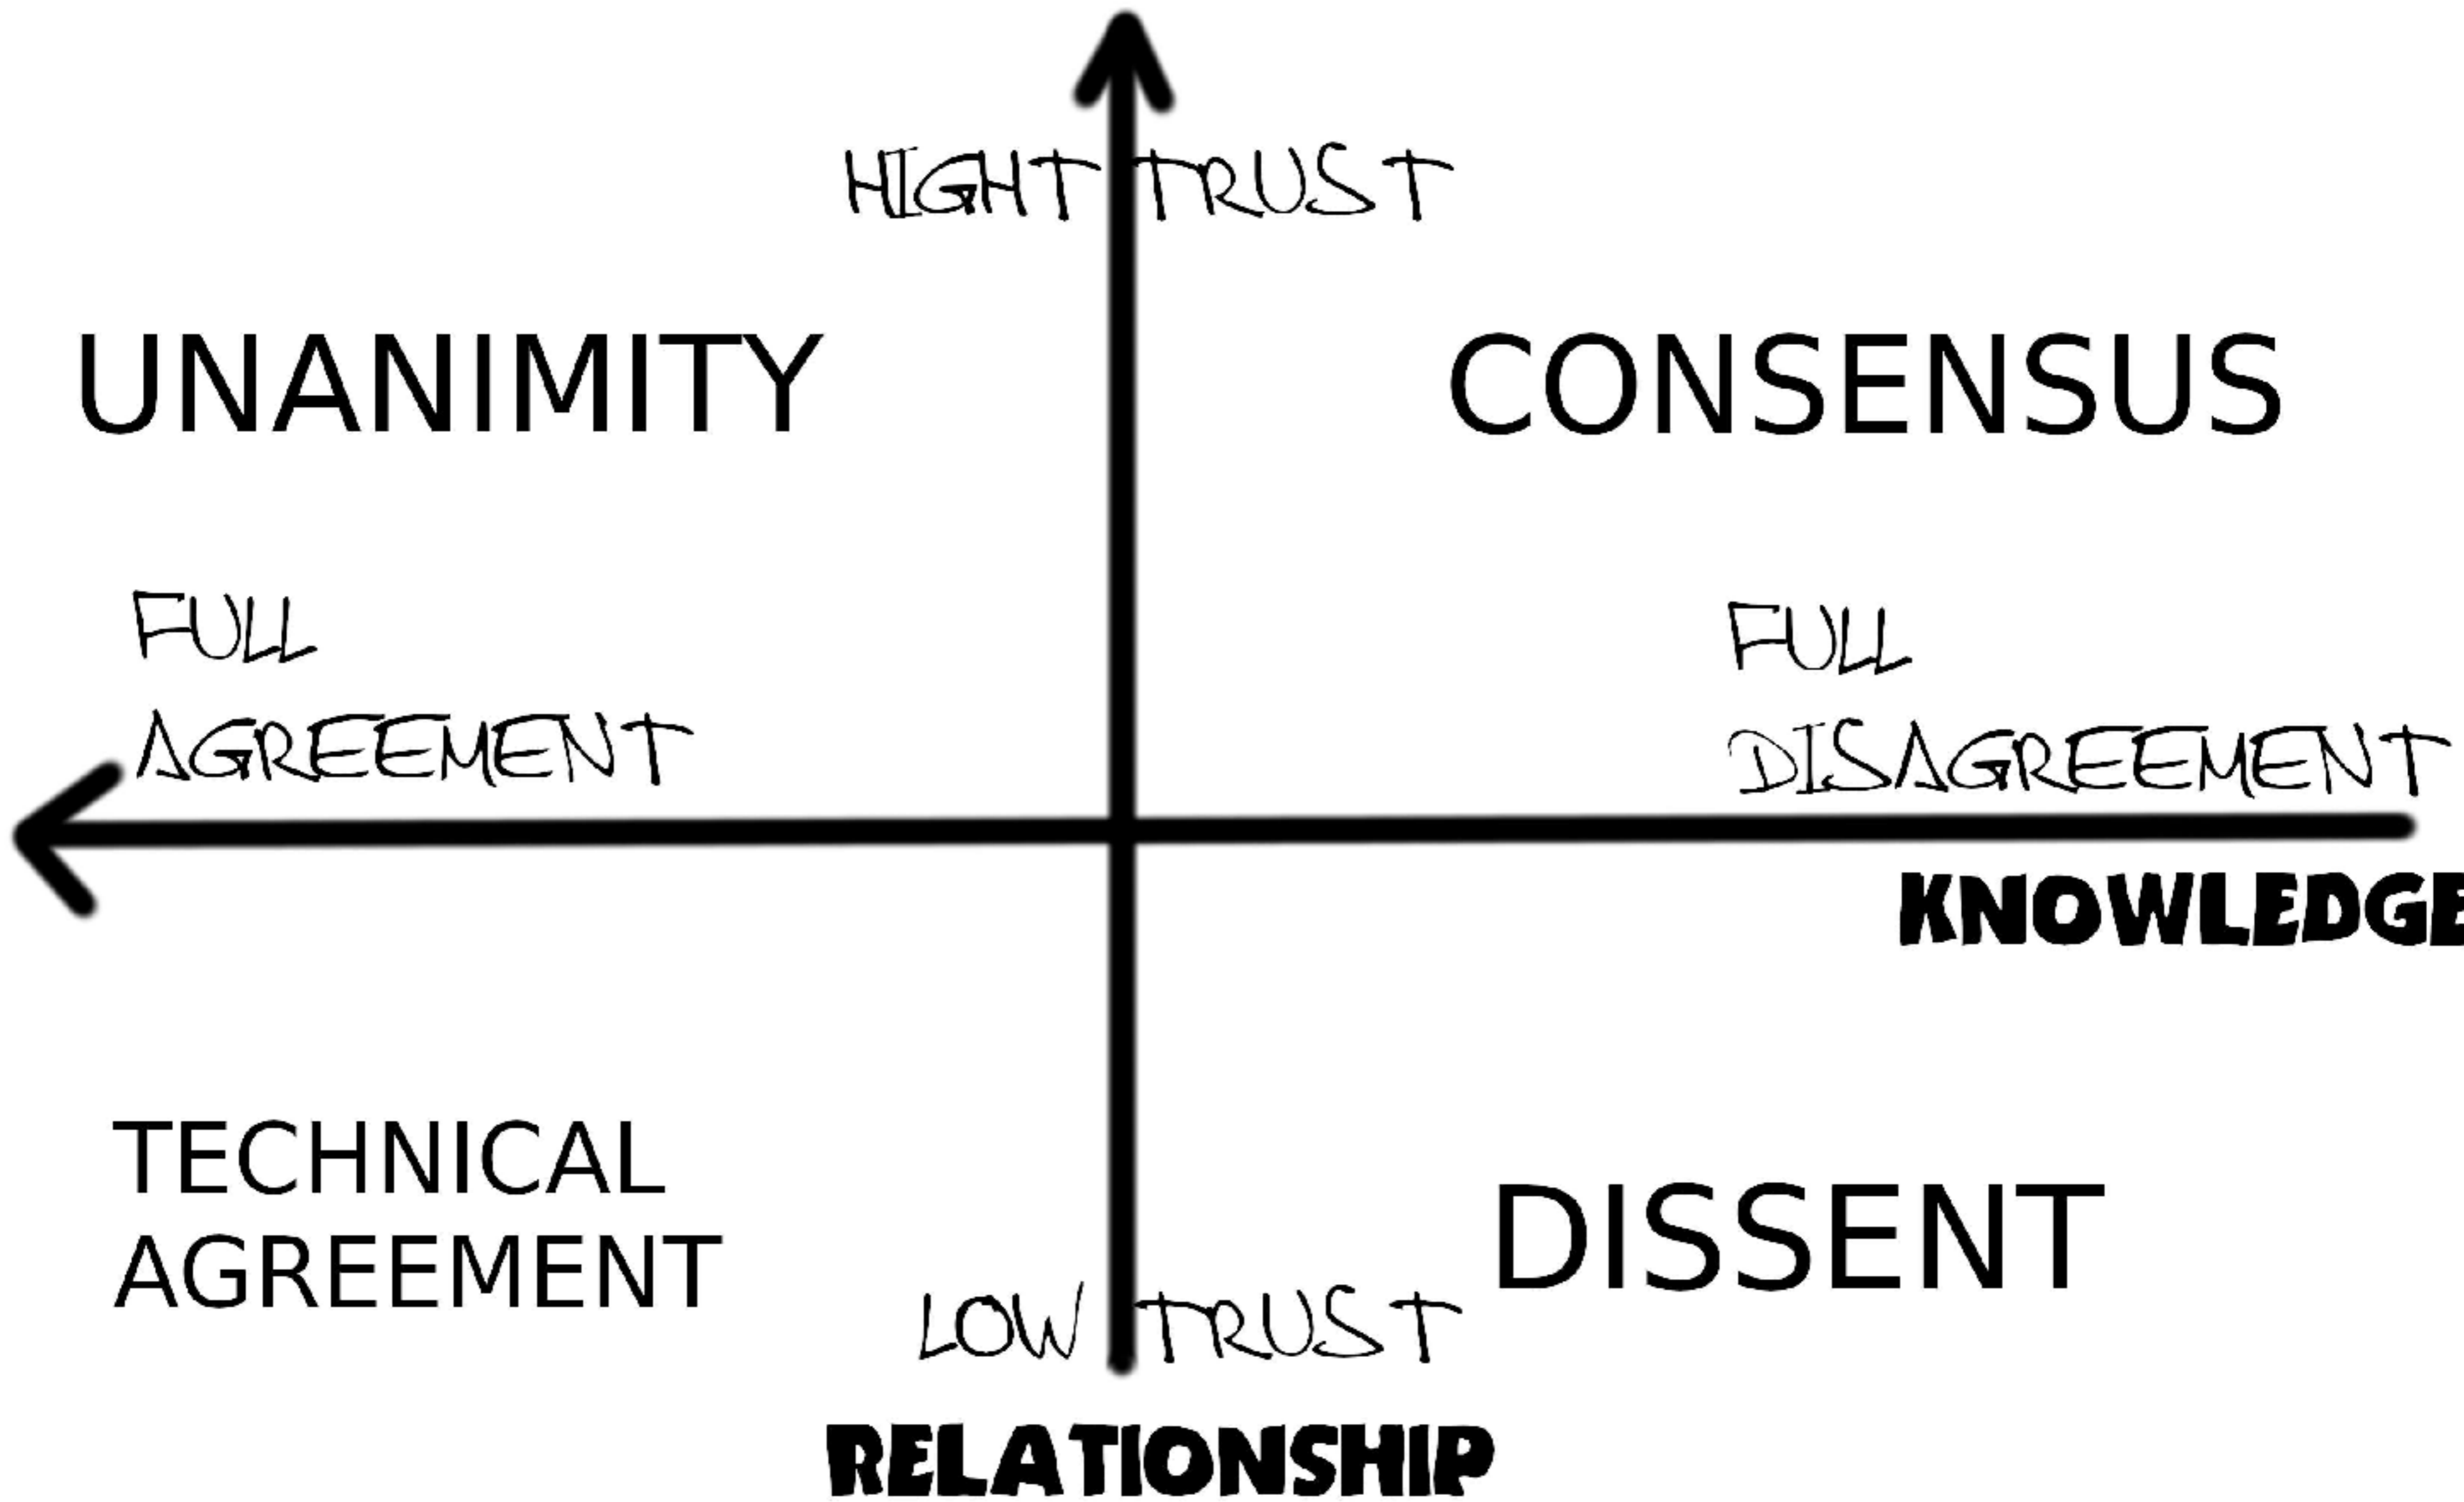 HIGHT TRUST
UNANIMITY
CONSENSUS
FULL
AGREEMENT
FULL
DISAGREEMENT
KNOWLEDGE
TECHNICAL
AGREEMENT
DISSENT
LOW TRUST
RELATIONSHIP